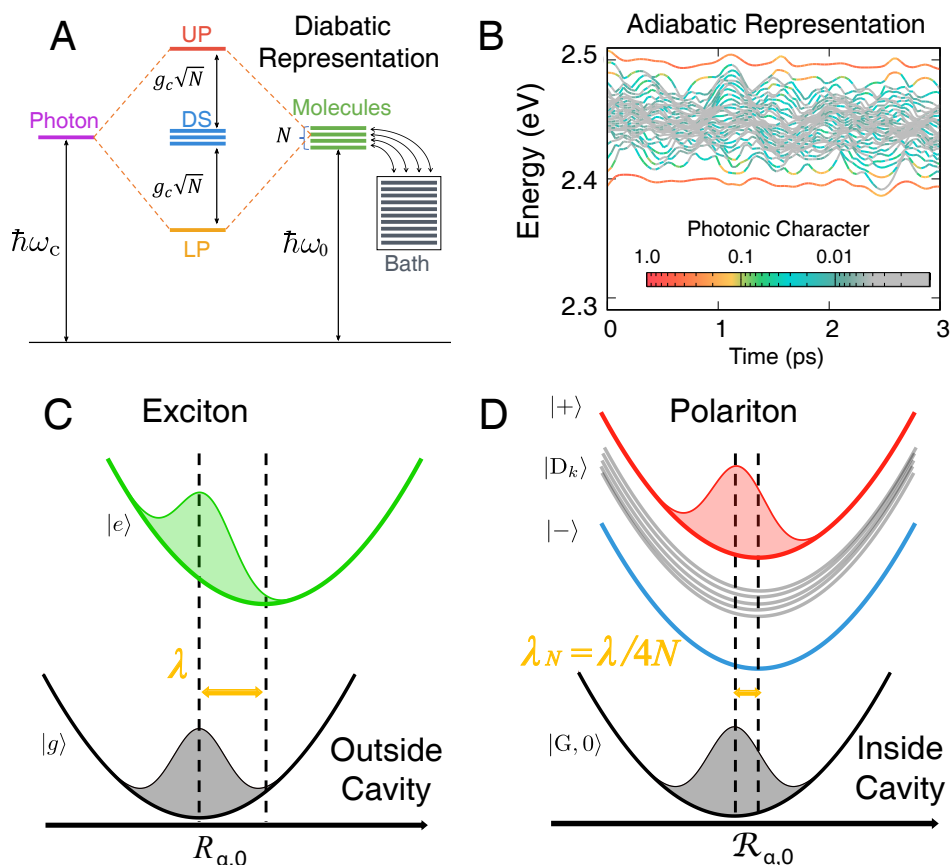 A
UP
Diabatic
Representation
g_c√N
Photon
DS
Molecules
N
g_c√N
ħω_c
LP
ħω_0
Bath
B
Adiabatic Representation
Energy (eV)
2.5
2.4
2.3
Photonic Character
1.0
0.1
0.01
0
1
2
3
Time (ps)
C
Exciton
|e⟩
λ
|g⟩
Outside
Cavity
R_{α,0}
D
Polariton
|+⟩
|D_k⟩
|−⟩
λ_N = λ/4N
|G, 0⟩
Inside
Cavity
ℛ_{α,0}